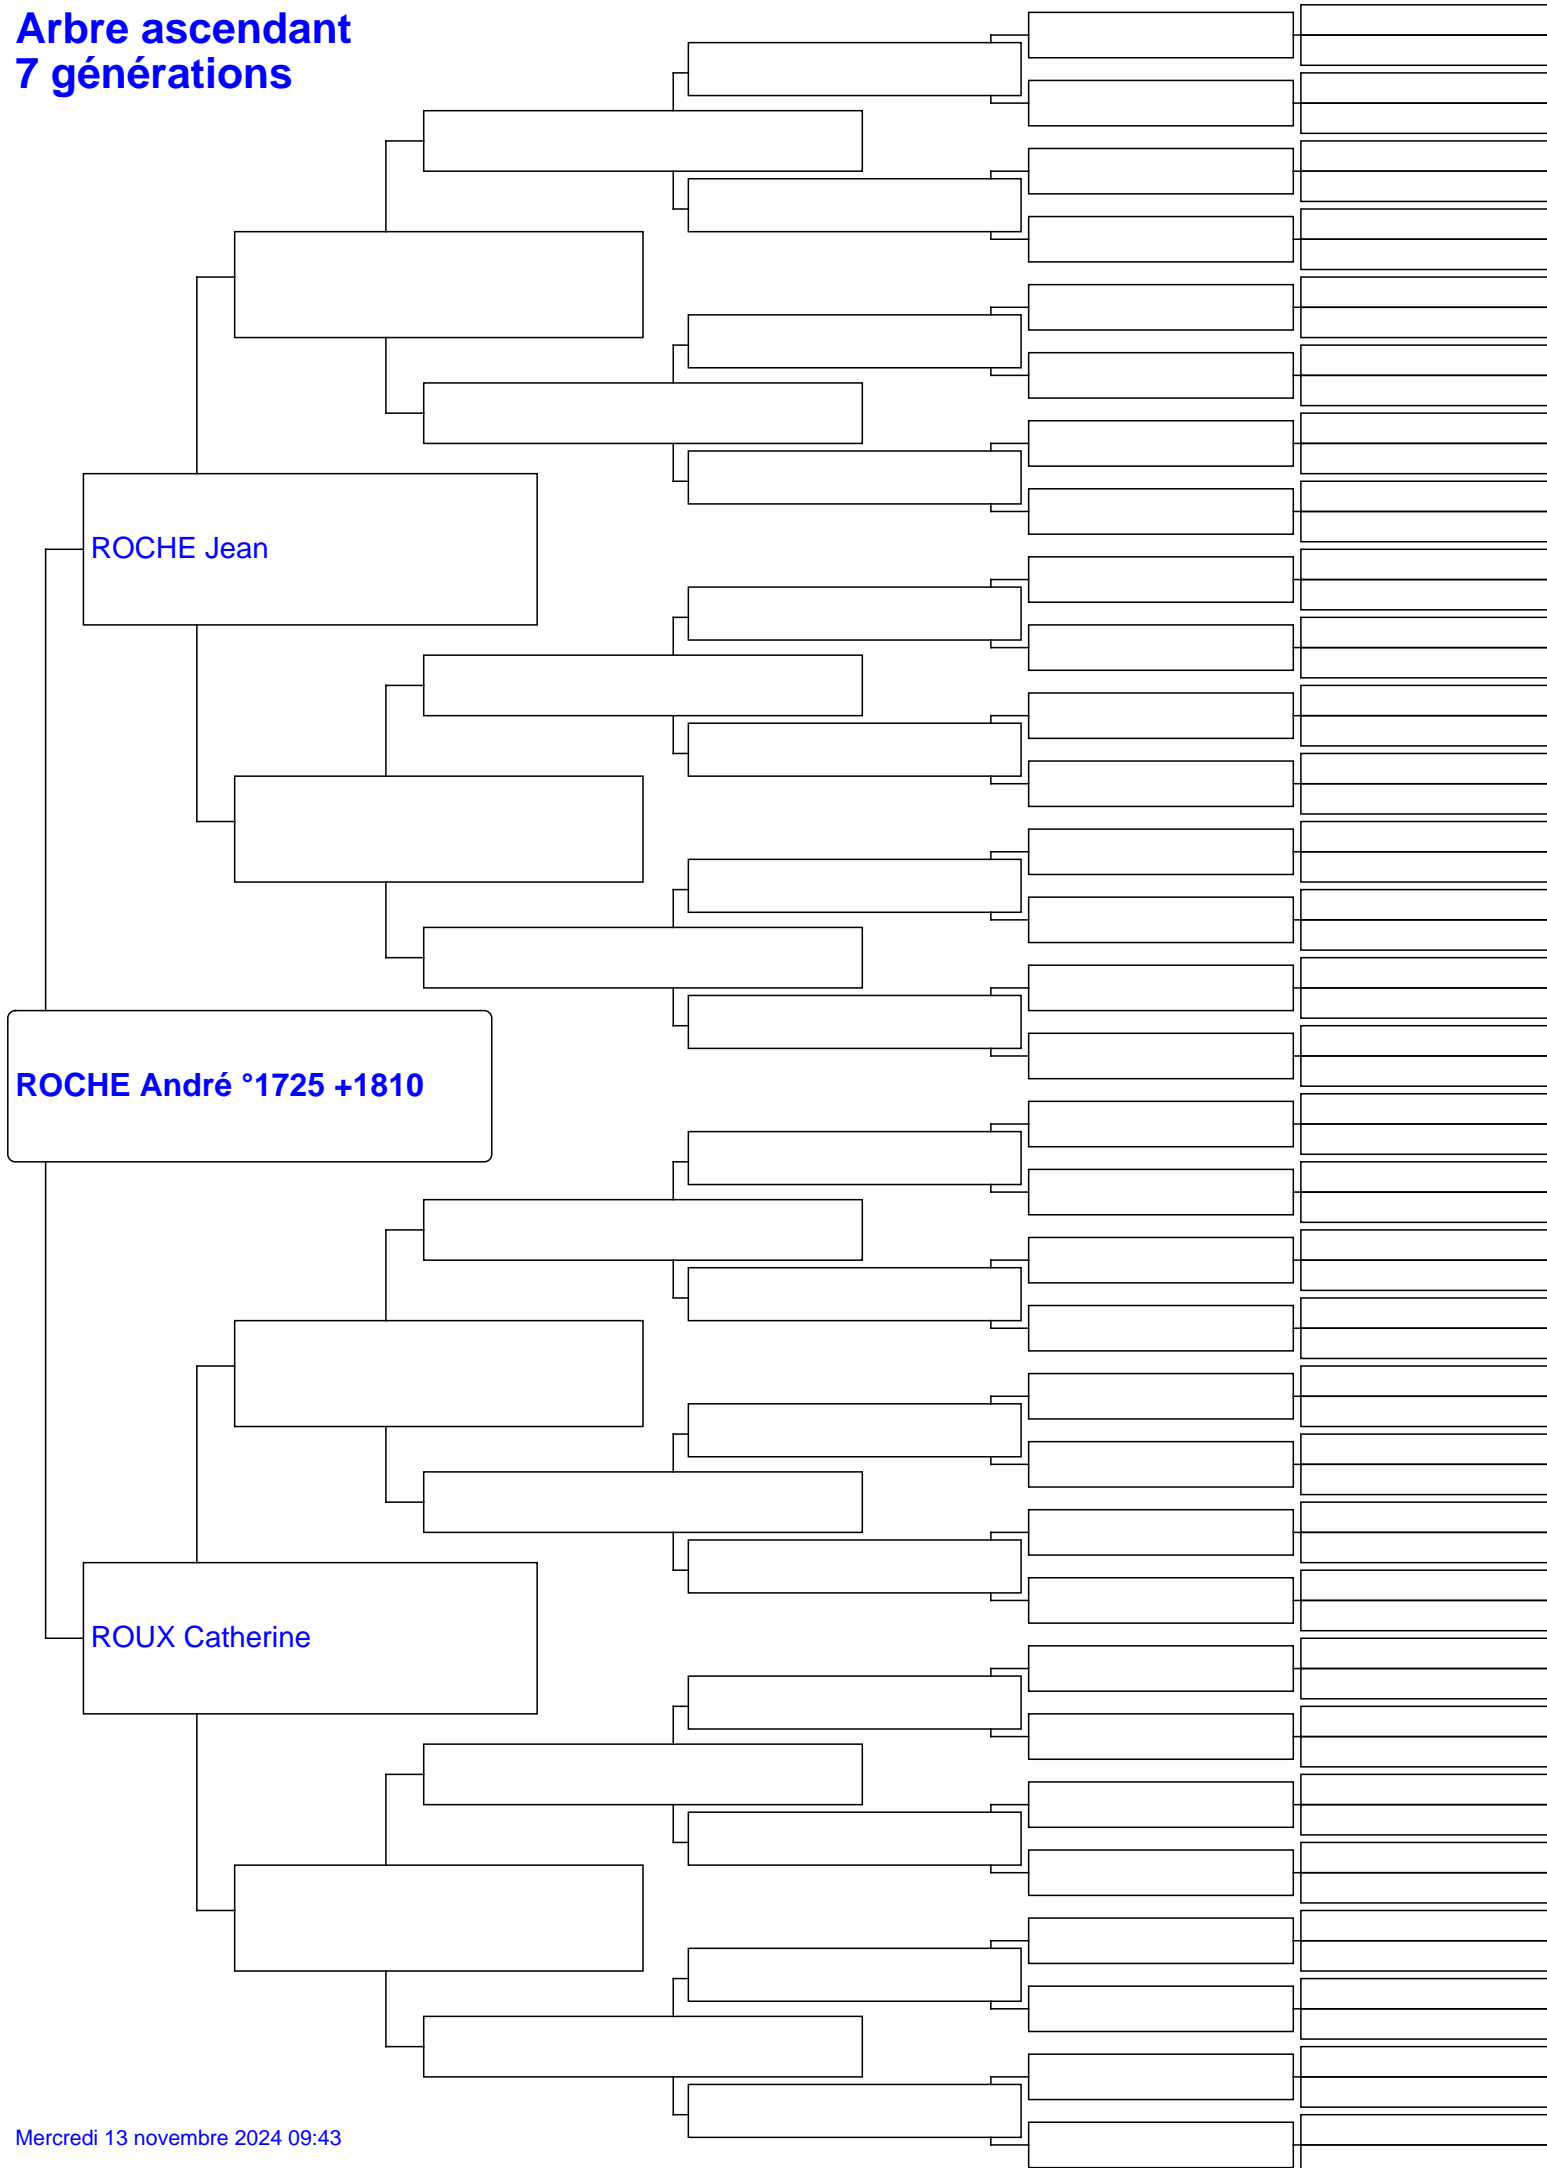 Arbre ascendant
7 générations
ROCHE Jean
ROCHE André °1725 +1810
ROUX Catherine
Mercredi 13 novembre 2024 09:43